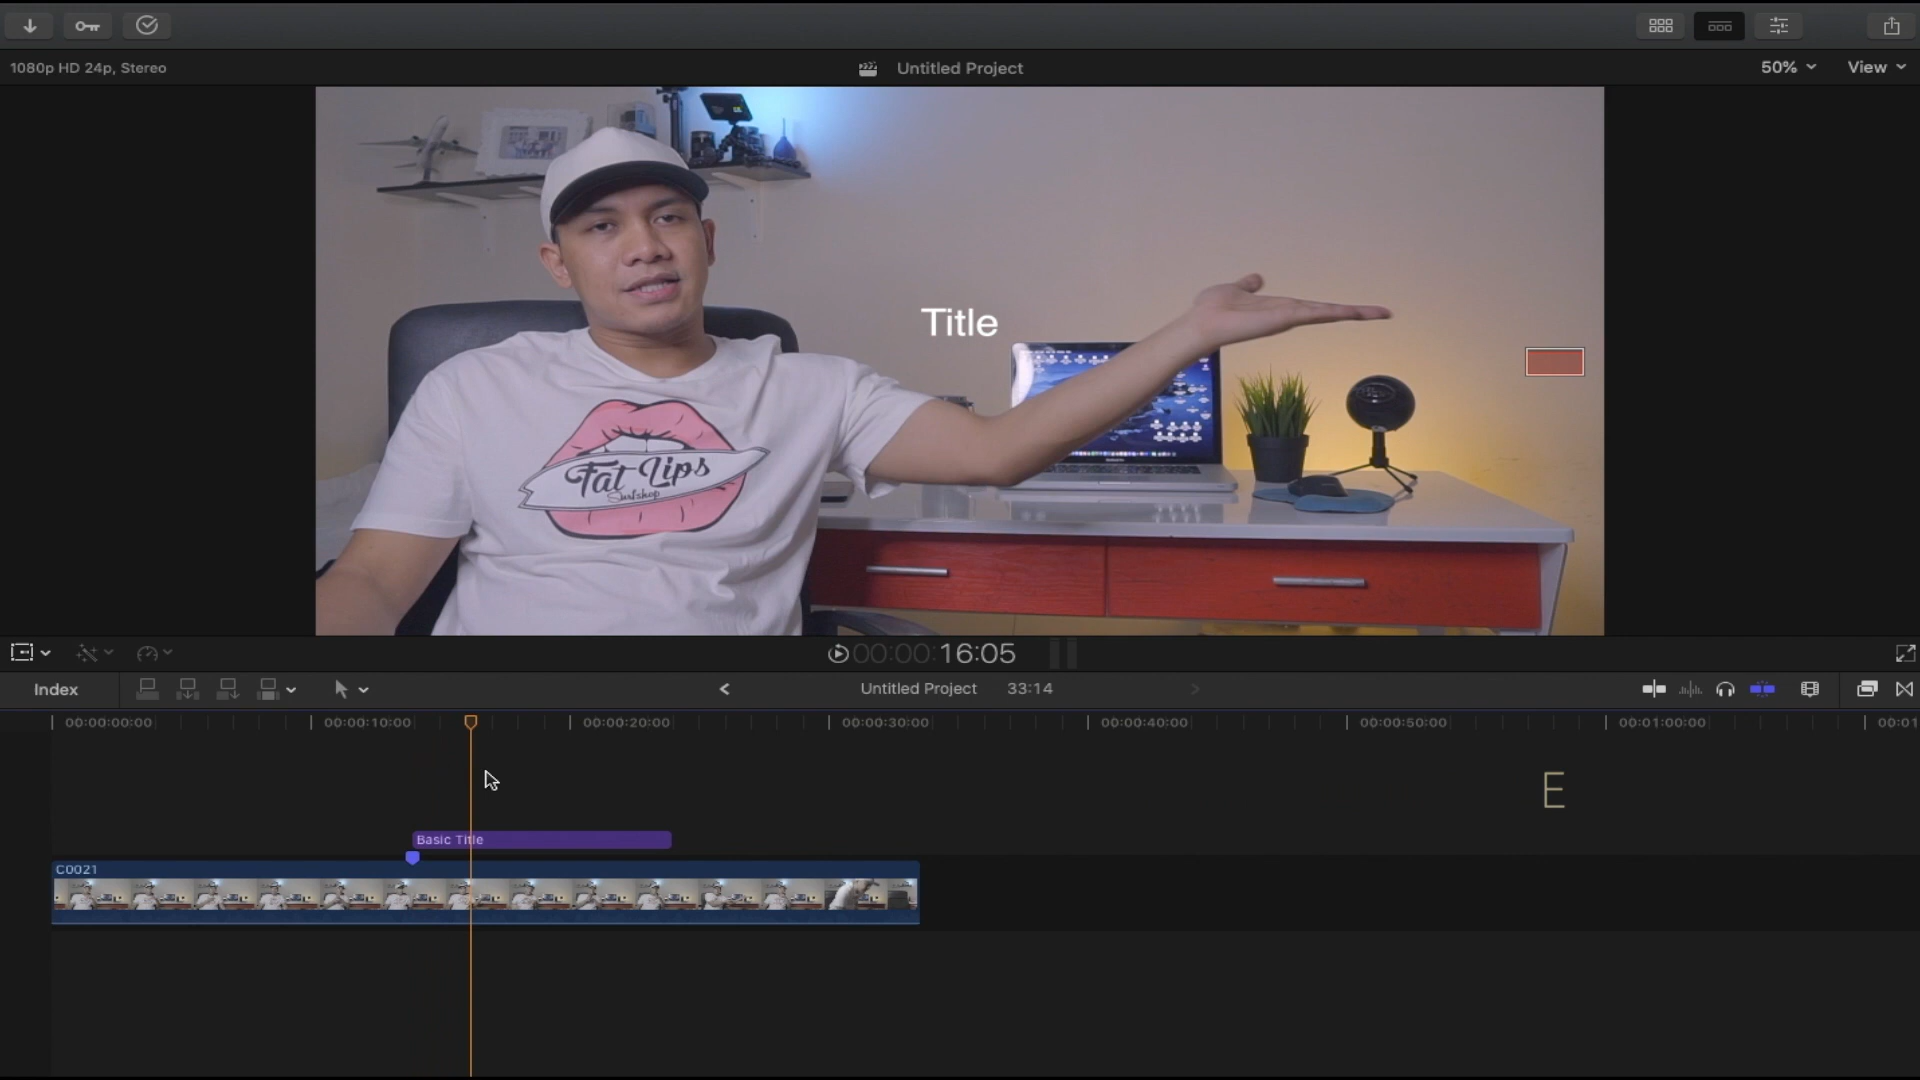 1080p HD 24p, Stereo
Untitled Project
50%
View
Title
Fat Lips
Surfshop
00:00:00:16:05
Index
Untitled Project
33:14
00:00:00:00
00:00:10:00
00:00:20:00
00:00:30:00
00:00:40:00
00:00:50:00
00:01:00:00
00:01
E
Basic Title
C0021